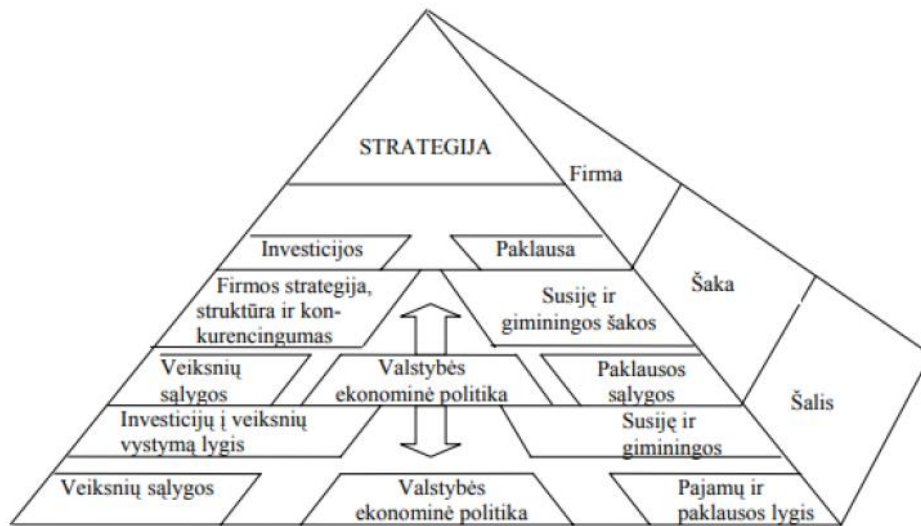 STRATEGIJA
Firma
Investicijos
Paklausa
Šaka
Firmos strategija,
struktūra ir kon-
kurencingumas
Susiję ir
giminingos šakos
Veiksnių
sąlygos
Valstybės
ekonominė politika
Paklausos
sąlygos
Šalis
Investicijų į veiksnių
vystymą lygis
Susiję ir
giminingos
Veiksnių sąlygos
Valstybės
ekonominė politika
Pajamų ir
paklausos lygis